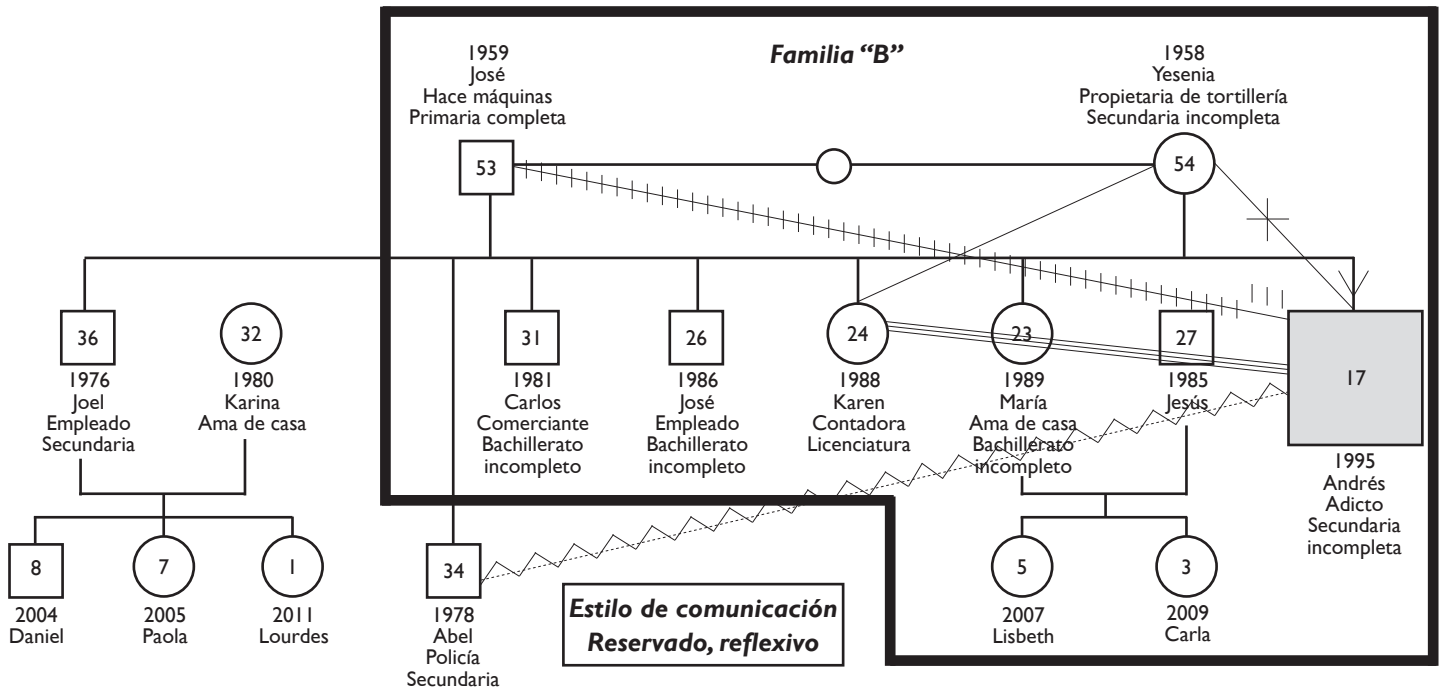 Familia “B”
1959
José
Hace máquinas
Primaria completa
1958
Yesenia
Propietaria de tortillería
Secundaria incompleta
53
54
36
1976
Joel
Empleado
Secundaria
32
1980
Karina
Ama de casa
31
1981
Carlos
Comerciante
Bachillerato
incompleto
26
1986
José
Empleado
Bachillerato
incompleto
24
1988
Karen
Contadora
Licenciatura
23
1989
María
Ama de casa
Bachillerato
incompleto
27
1985
Jesús
17
1995
Andrés
Adicto
Secundaria
incompleta
8
2004
Daniel
7
2005
Paola
1
2011
Lourdes
34
1978
Abel
Policía
Secundaria
Estilo de comunicación
Reservado, reflexivo
5
2007
Lisbeth
3
2009
Carla